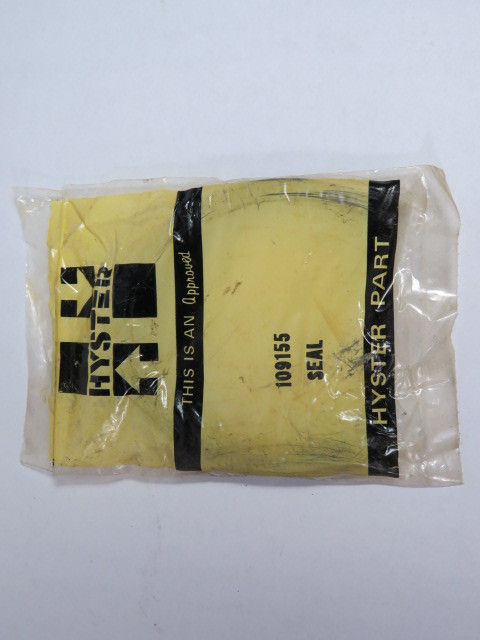 HYSTER
THIS IS AN Approved
109155
SEAL
HYSTER PART